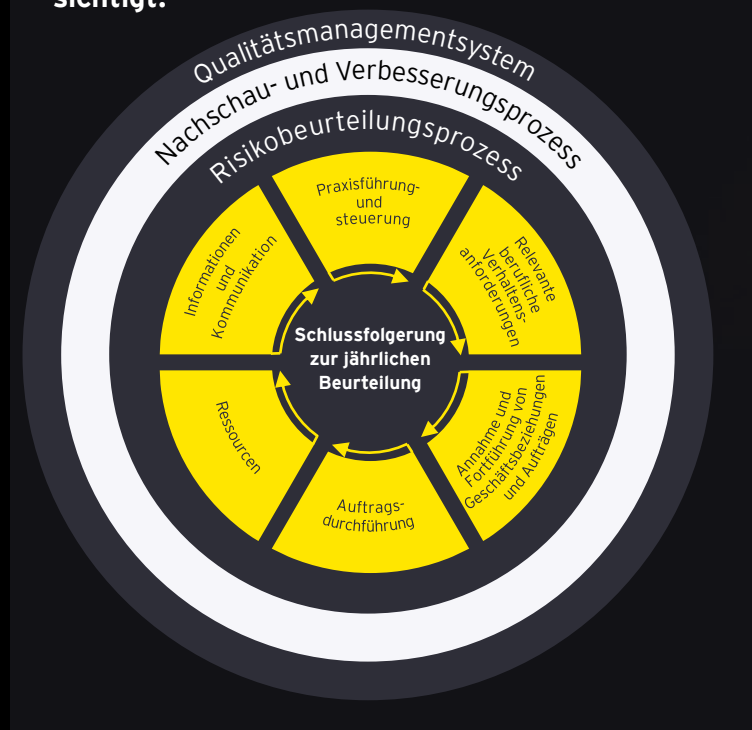 sichtigt.
Qualitätsmanagementsystem
Nachschau- und Verbesserungsprozess
Risikobeurteilungsprozess
Praxisführung-
und
steuerung
Relevante
berufliche
Verhaltens-
anforderungen
Annahme und
Fortführung von
Geschäftsbeziehungen
und Aufträgen
Auftrags-
durchführung
Ressourcen
Informationen
und
Kommunikation
Schlussfolgerung
zur jährlichen
Beurteilung